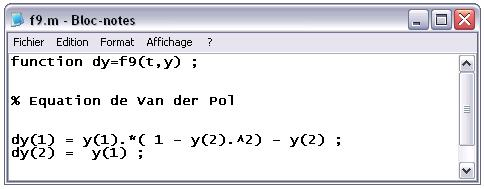 f9.m - Bloc-notes
Fichier Edition Format Affichage ?
function dy=f9(t,y) ;
% Equation de Van der Pol
dy(1) = y(1).*( 1 - y(2).^2) - y(2) ;
dy(2) =  y(1) ;